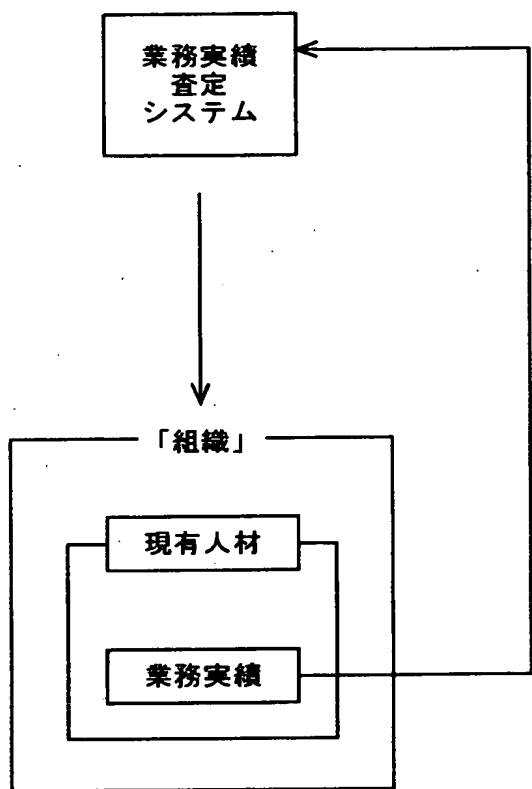 業務実績
査定
システム
「組織」
現有人材
業務実績